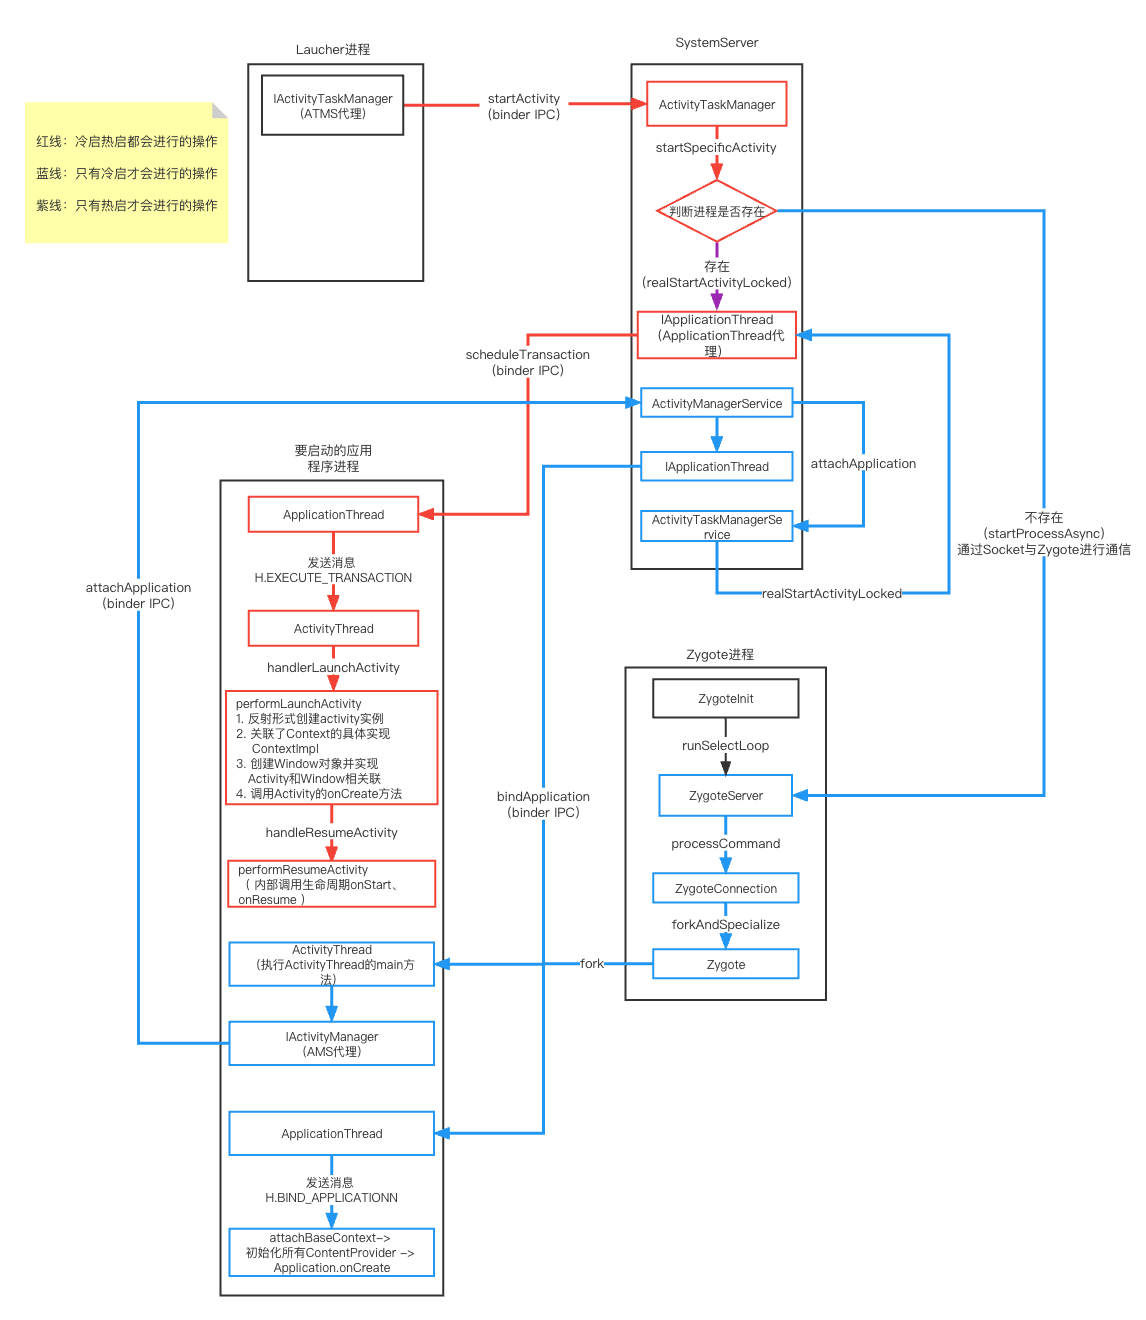 Laucher进程
IActivityTaskManager
(ATMS代理)
startActivity
(binder IPC)
SystemServer
ActivityTaskManager
startSpecificActivity
判断进程是否存在
存在
(realStartActivityLocked)
IApplicationThread
(ApplicationThread代
理)
红线：冷启热启都会进行的操作
蓝线：只有冷启才会进行的操作
紫线：只有热启才会进行的操作
scheduleTransaction
(binder IPC)
ActivityManagerService
IApplicationThread
attachApplication
ActivityTaskManagerSe
rvice
realStartActivityLocked
不存在
(startProcessAsync)
通过Socket与Zygote进行通信
要启动的应用
程序进程
ApplicationThread
发送消息
H.EXECUTE_TRANSACTION
ActivityThread
handlerLaunchActivity
performLaunchActivity
1. 反射形式创建activity实例
2. 关联了Context的具体实现
ContextImpl
3. 创建Window对象并实现
Activity和Window相关联
4. 调用Activity的onCreate方法
handleResumeActivity
performResumeActivity
( 内部调用生命周期onStart、
onResume )
attachApplication
(binder IPC)
bindApplication
(binder IPC)
Zygote进程
ZygoteInit
runSelectLoop
ZygoteServer
processCommand
ZygoteConnection
forkAndSpecialize
Zygote
fork
ActivityThread
(执行ActivityThread的main方
法)
IActivityManager
(AMS代理)
ApplicationThread
发送消息
H.BIND_APPLICATIONN
attachBaseContext->
初始化所有ContentProvider ->
Application.onCreate